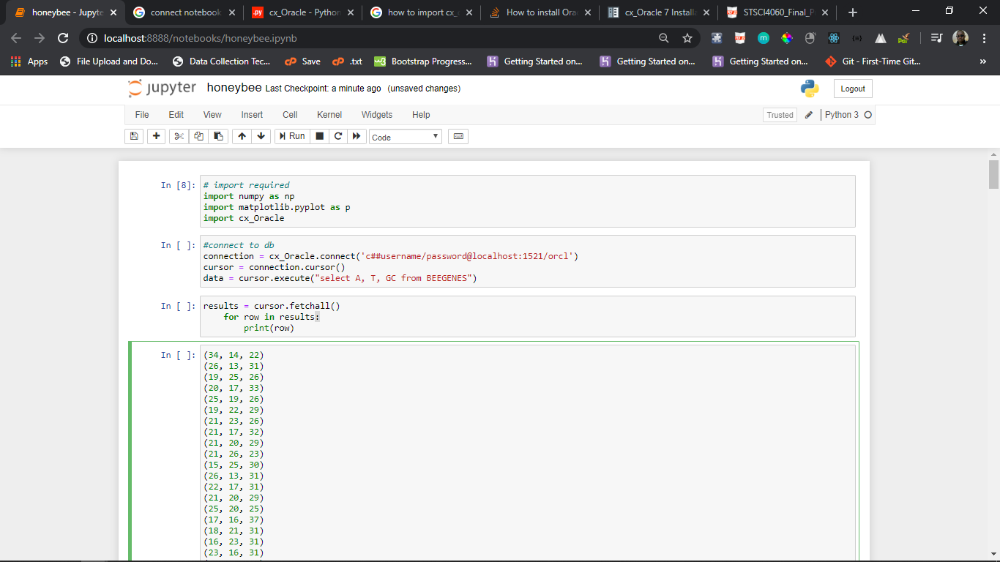 honeybee - Jupyte
connect notebook
cx_Oracle - Python
how to import cx_o
How to install Orac
cx_Oracle 7 Installa
STSCI4060_Final_P
localhost:8888/notebooks/honeybee.ipynb
Apps
File Upload and Do...
Data Collection Tec...
Save
.txt
Bootstrap Progress...
Getting Started on...
Getting Started on...
Getting Started on...
Git - First-Time Git...
jupyter honeybee Last Checkpoint: a minute ago (unsaved changes)
Logout
File Edit View Insert Cell Kernel Widgets Help
Trusted
Python 3
Run
Code
In [8]: # import required
import numpy as np
import matplotlib.pyplot as p
import cx_Oracle
In [ ]: #connect to db
connection = cx_Oracle.connect('c##username/password@localhost:1521/orcl')
cursor = connection.cursor()
data = cursor.execute("select A, T, GC from BEEGENES")
In [ ]: results = cursor.fetchall()
for row in results:
print(row)
In [ ]: (34, 14, 22)
(26, 13, 31)
(19, 25, 26)
(20, 17, 33)
(25, 19, 26)
(19, 22, 29)
(21, 23, 26)
(21, 17, 32)
(21, 20, 29)
(21, 26, 23)
(15, 25, 30)
(26, 13, 31)
(22, 17, 31)
(21, 20, 29)
(25, 20, 25)
(17, 16, 37)
(18, 21, 31)
(16, 23, 31)
(23, 16, 31)